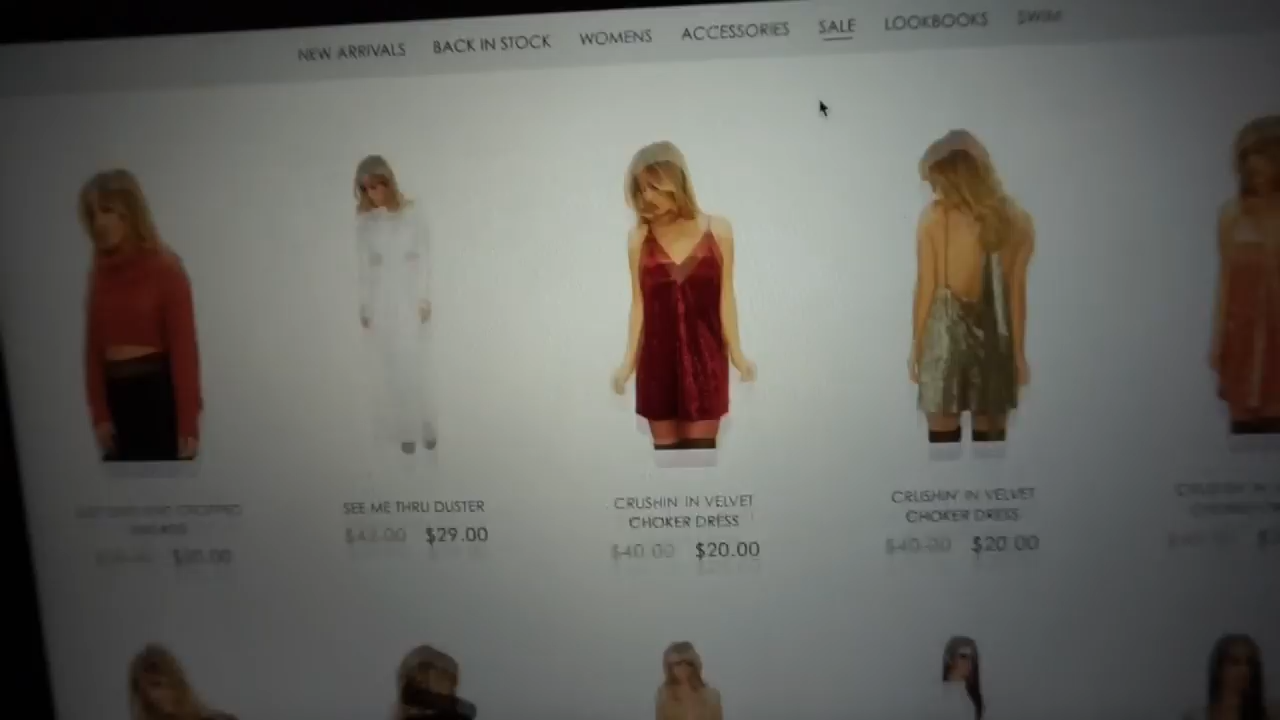 NEW ARRIVALS BACK IN STOCK WOMENS ACCESSORIES SALE LOOKBOOKS SWIM
SEE ME THRU DUSTER
$29.00
CRUSHIN IN VELVET
CHOKER DRESS
$40.00 $20.00
CRUSHIN' IN VELVET
CHOKER DRESS
$40.00 $20.00